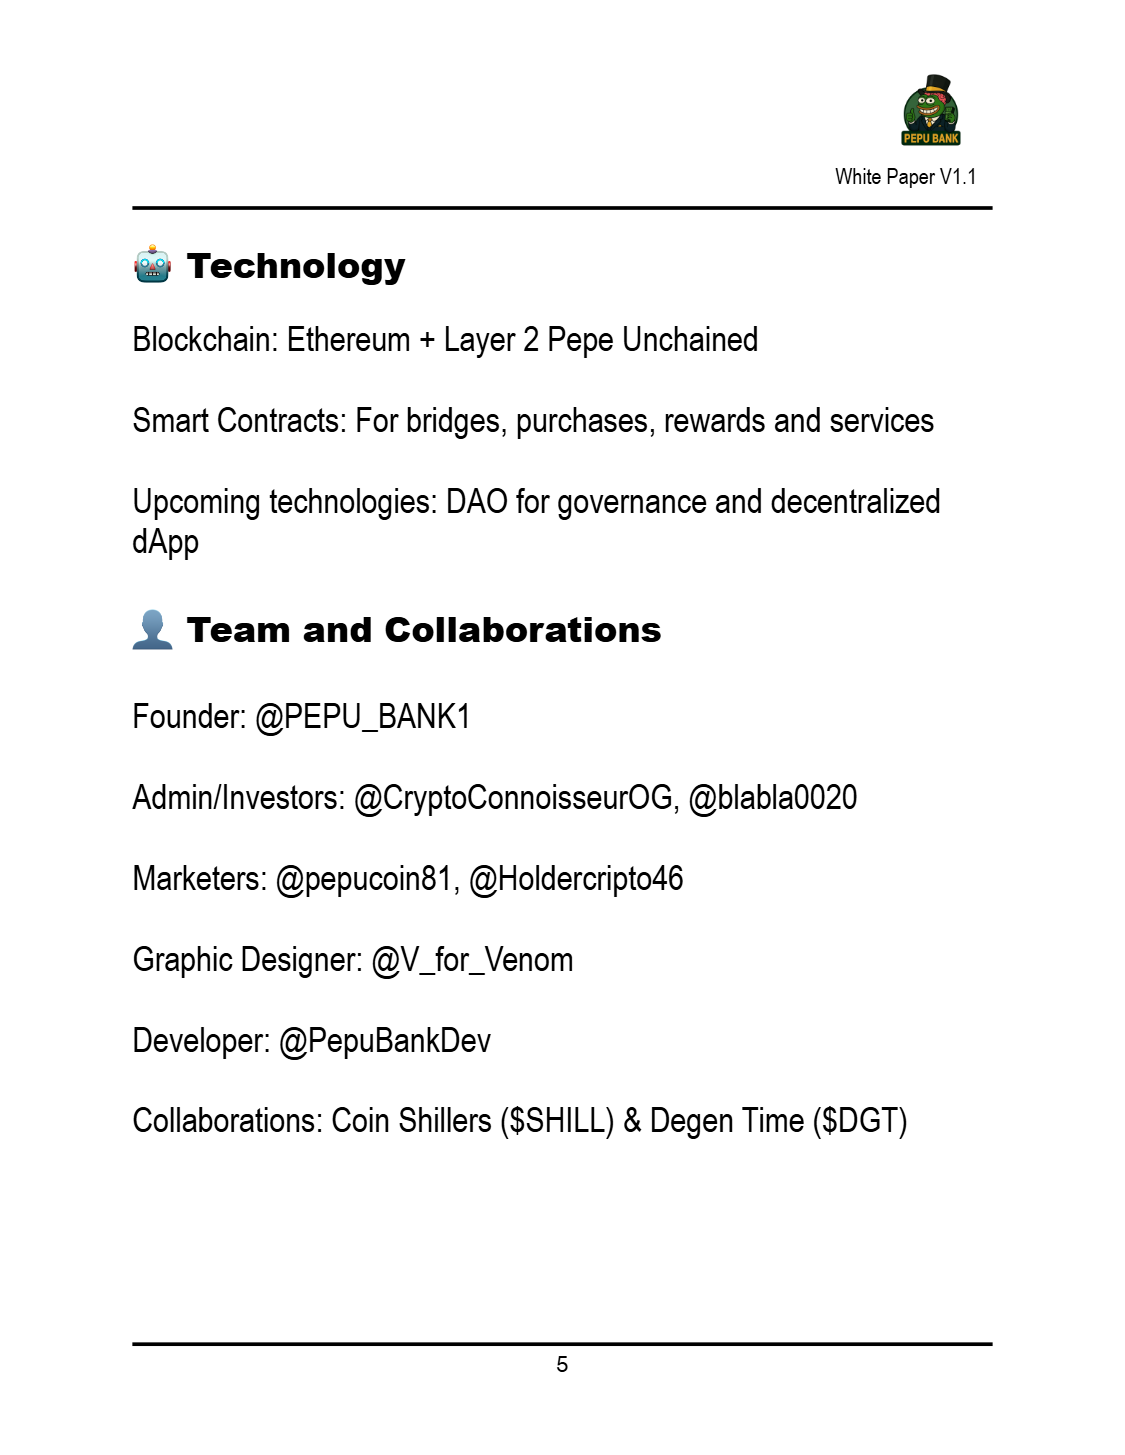 PEPU BANK
White Paper V1.1
Technology
Blockchain: Ethereum + Layer 2 Pepe Unchained
Smart Contracts: For bridges, purchases, rewards and services
Upcoming technologies: DAO for governance and decentralized
dApp
Team and Collaborations
Founder: @PEPU_BANK1
Admin/Investors: @CryptoConnoisseurOG, @blabla0020
Marketers: @pepucoin81, @Holdercripto46
Graphic Designer: @V_for_Venom
Developer: @PepuBankDev
Collaborations: Coin Shillers ($SHILL) & Degen Time ($DGT)
5